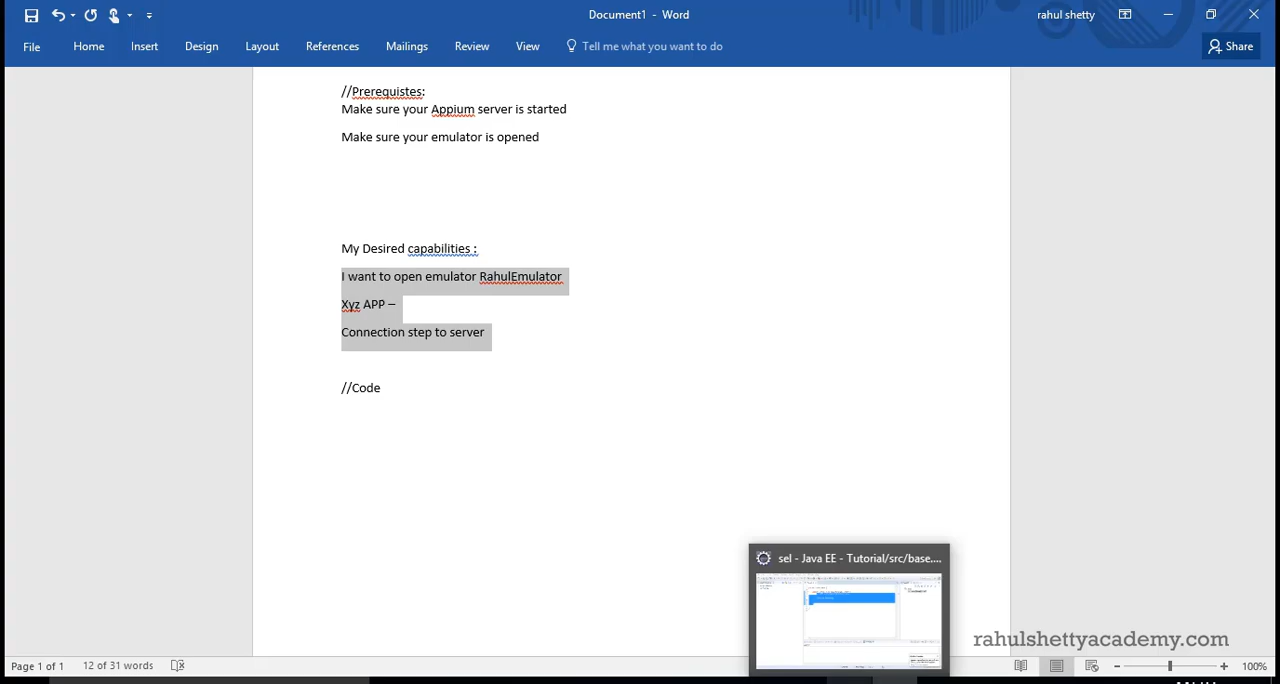 Document1 - Word
rahul shetty
File Home Insert Design Layout References Mailings Review View Tell me what you want to do Share
//Prerequistes:
Make sure your Appium server is started
Make sure your emulator is opened
My Desired capabilities :
I want to open emulator RahulEmulator
Xyz APP –
Connection step to server
//Code
sel - Java EE - Tutorial/src/base....
rahulshettyacademy.com
Page 1 of 1 12 of 31 words 100%